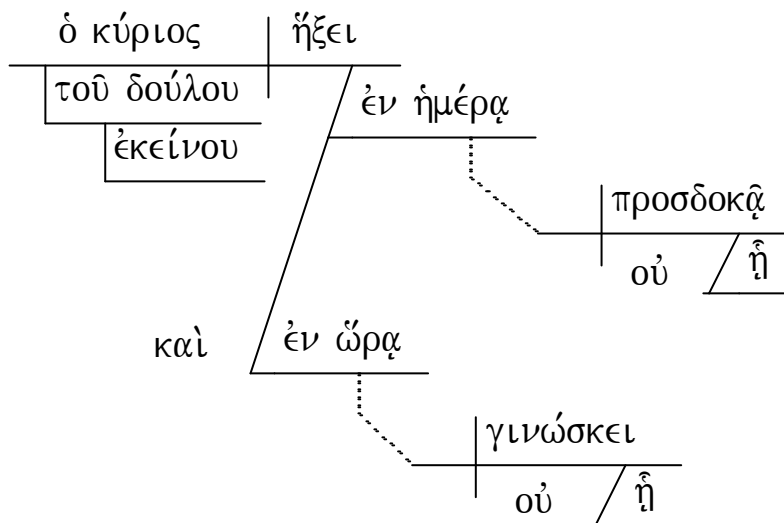 ὁ κύριος ἥξει
τοῦ δούλου ἐν ἡμέρᾳ
ἐκείνου
προσδοκᾷ
οὐ ᾗ
καὶ ἐν ὥρᾳ
γινώσκει
οὐ ᾗ